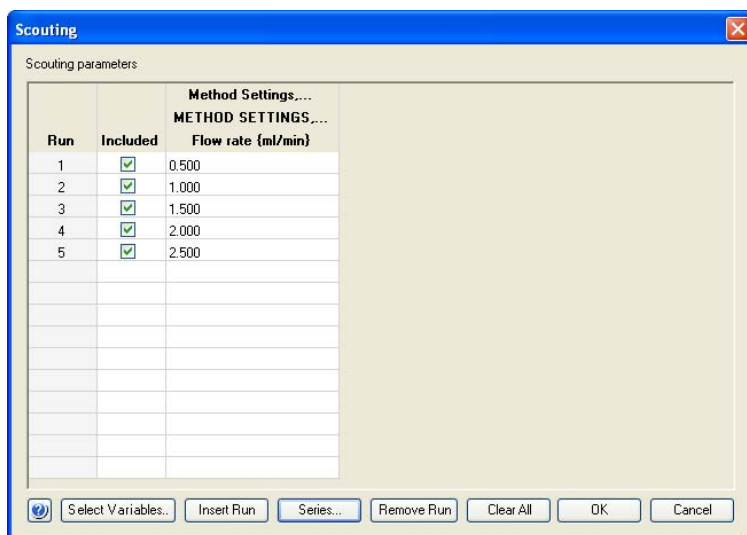 Scouting
Scouting parameters
Method Settings,...
METHOD SETTINGS,...
Run Included Flow rate {ml/min}
1 0.500
2 1.000
3 1.500
4 2.000
5 2.500
Select Variables.. Insert Run Series... Remove Run Clear All OK Cancel